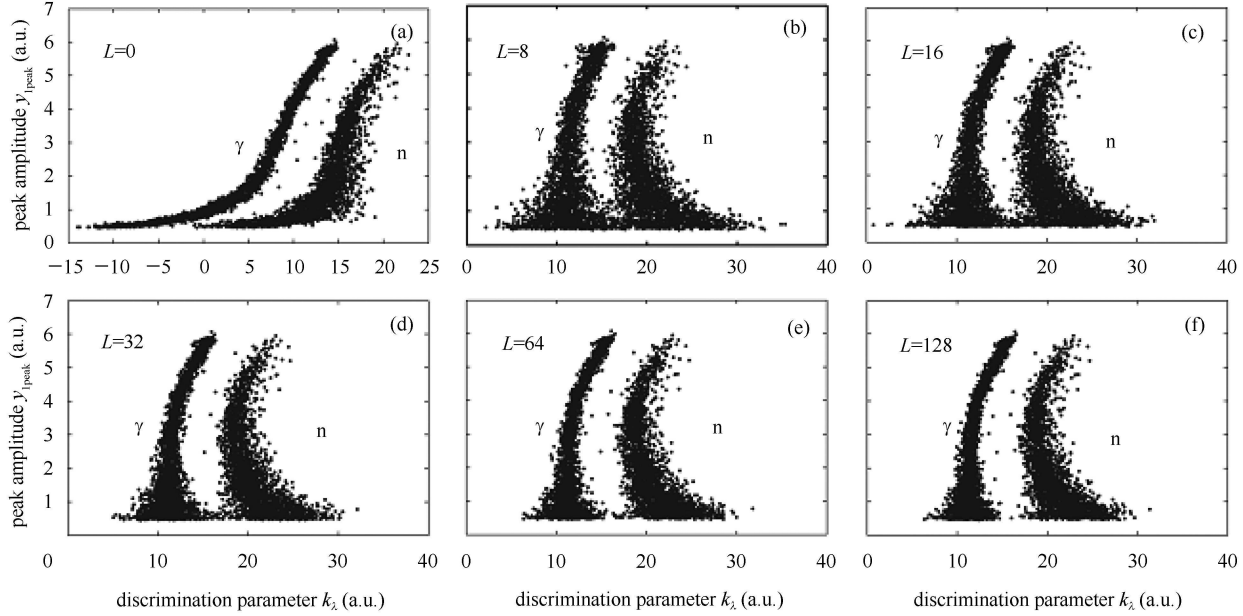 7
6
5
4
3
2
1
0
peak amplitude y1peak (a.u.)
L=0
(a)
γ
n
−15 −10 −5 0 5 10 15 20 25
L=8
(b)
γ
n
0 10 20 30 40
L=16
(c)
γ
n
0 10 20 30 40
7
6
5
4
3
2
1
0
peak amplitude y1peak (a.u.)
L=32
(d)
γ
n
10 20 30 40
discrimination parameter kλ (a.u.)
L=64
(e)
γ
n
0 10 20 30 40
discrimination parameter kλ (a.u.)
L=128
(f)
γ
n
0 10 20 30 40
discrimination parameter kλ (a.u.)